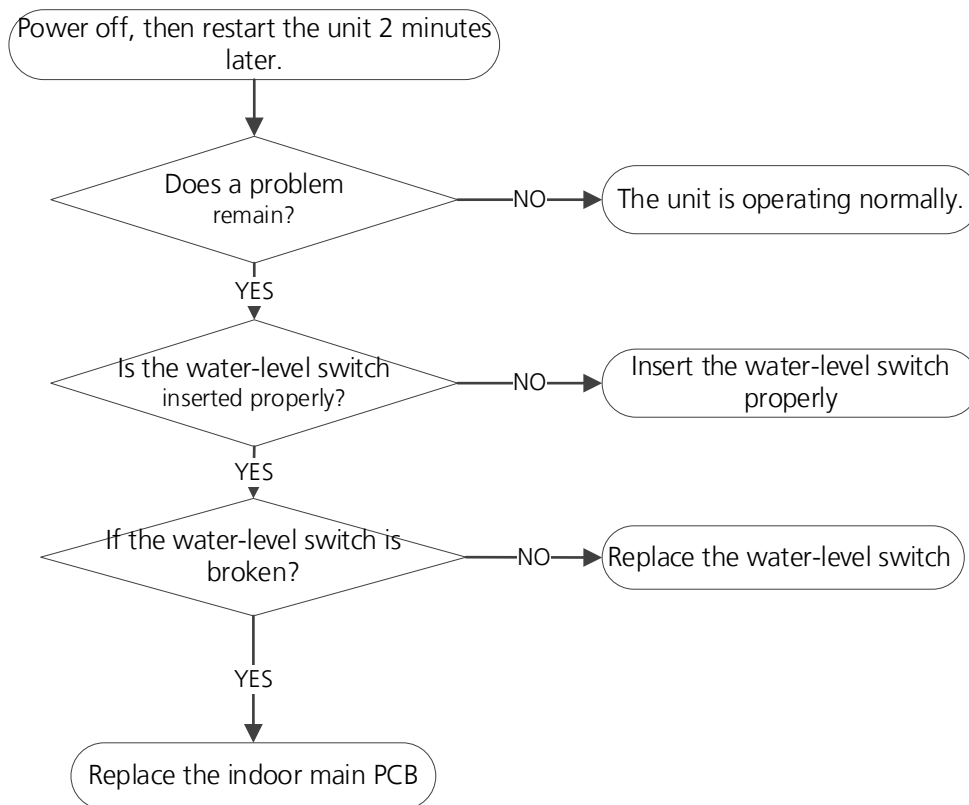 Power off, then restart the unit 2 minutes
later.
Does a problem
remain?
NO
The unit is operating normally.
YES
Is the water-level switch
inserted properly?
NO
Insert the water-level switch
properly
YES
If the water-level switch is
broken?
NO
Replace the water-level switch
YES
Replace the indoor main PCB